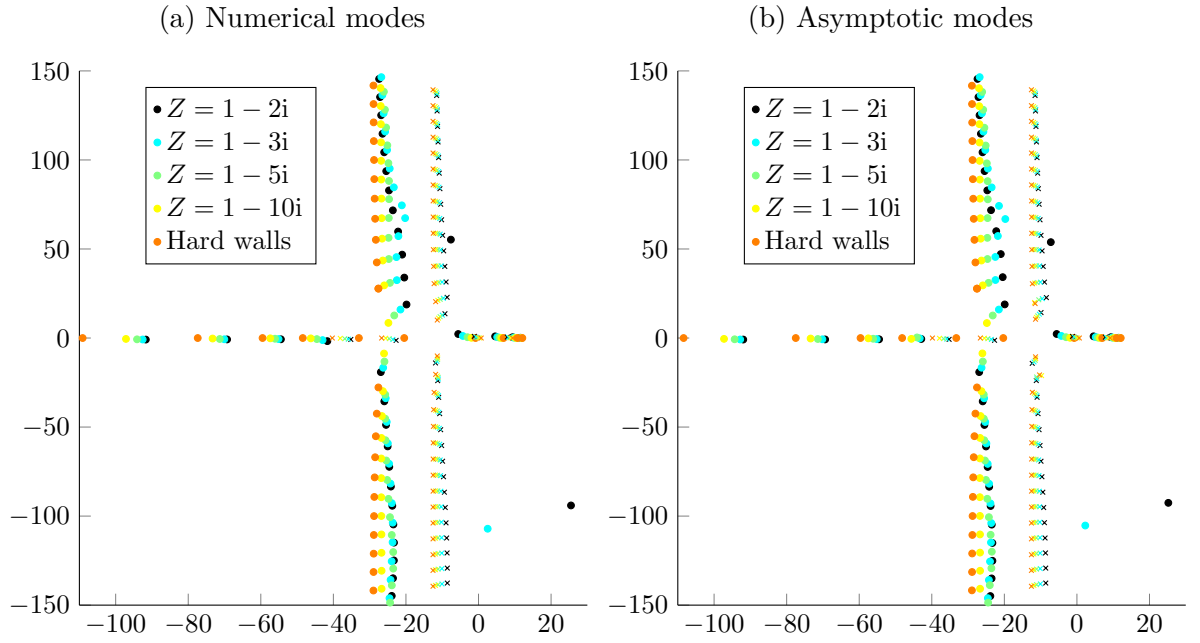 (a) Numerical modes
150
100
50
0
−50
−100
−150
−100
−80
−60
−40
−20
0
20
Z = 1 − 2i
Z = 1 − 3i
Z = 1 − 5i
Z = 1 − 10i
Hard walls
(b) Asymptotic modes
150
100
50
0
−50
−100
−150
−100
−80
−60
−40
−20
0
20
Z = 1 − 2i
Z = 1 − 3i
Z = 1 − 5i
Z = 1 − 10i
Hard walls